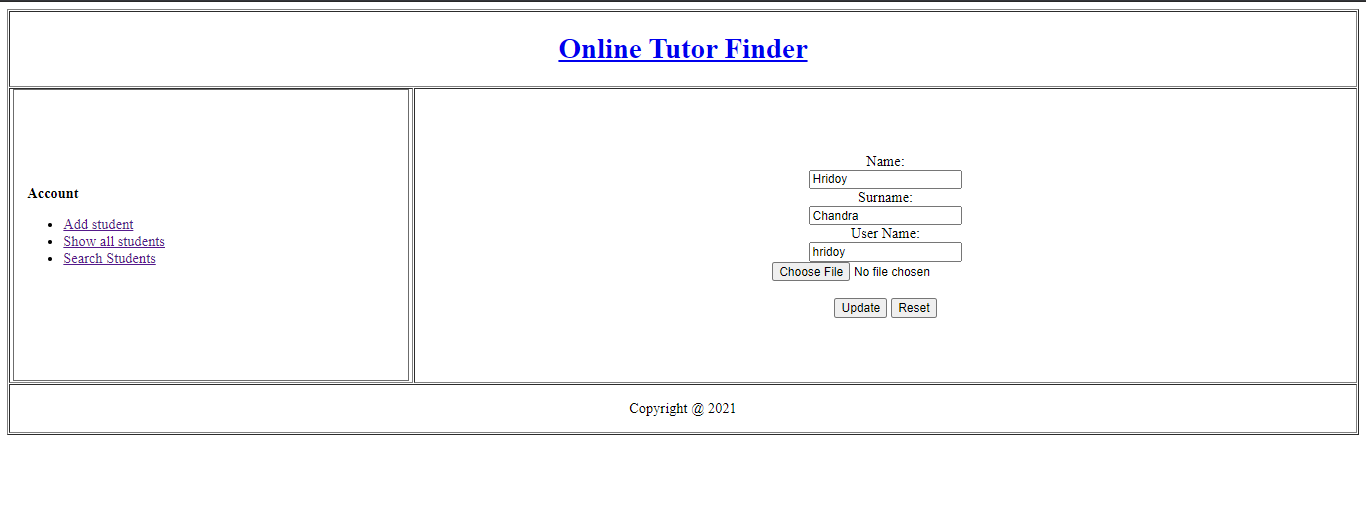 Online Tutor Finder
Account
Add student
Show all students
Search Students
Name:
Hridoy
Surname:
Chandra
User Name:
hridoy
Choose File No file chosen
Update Reset
Copyright @ 2021